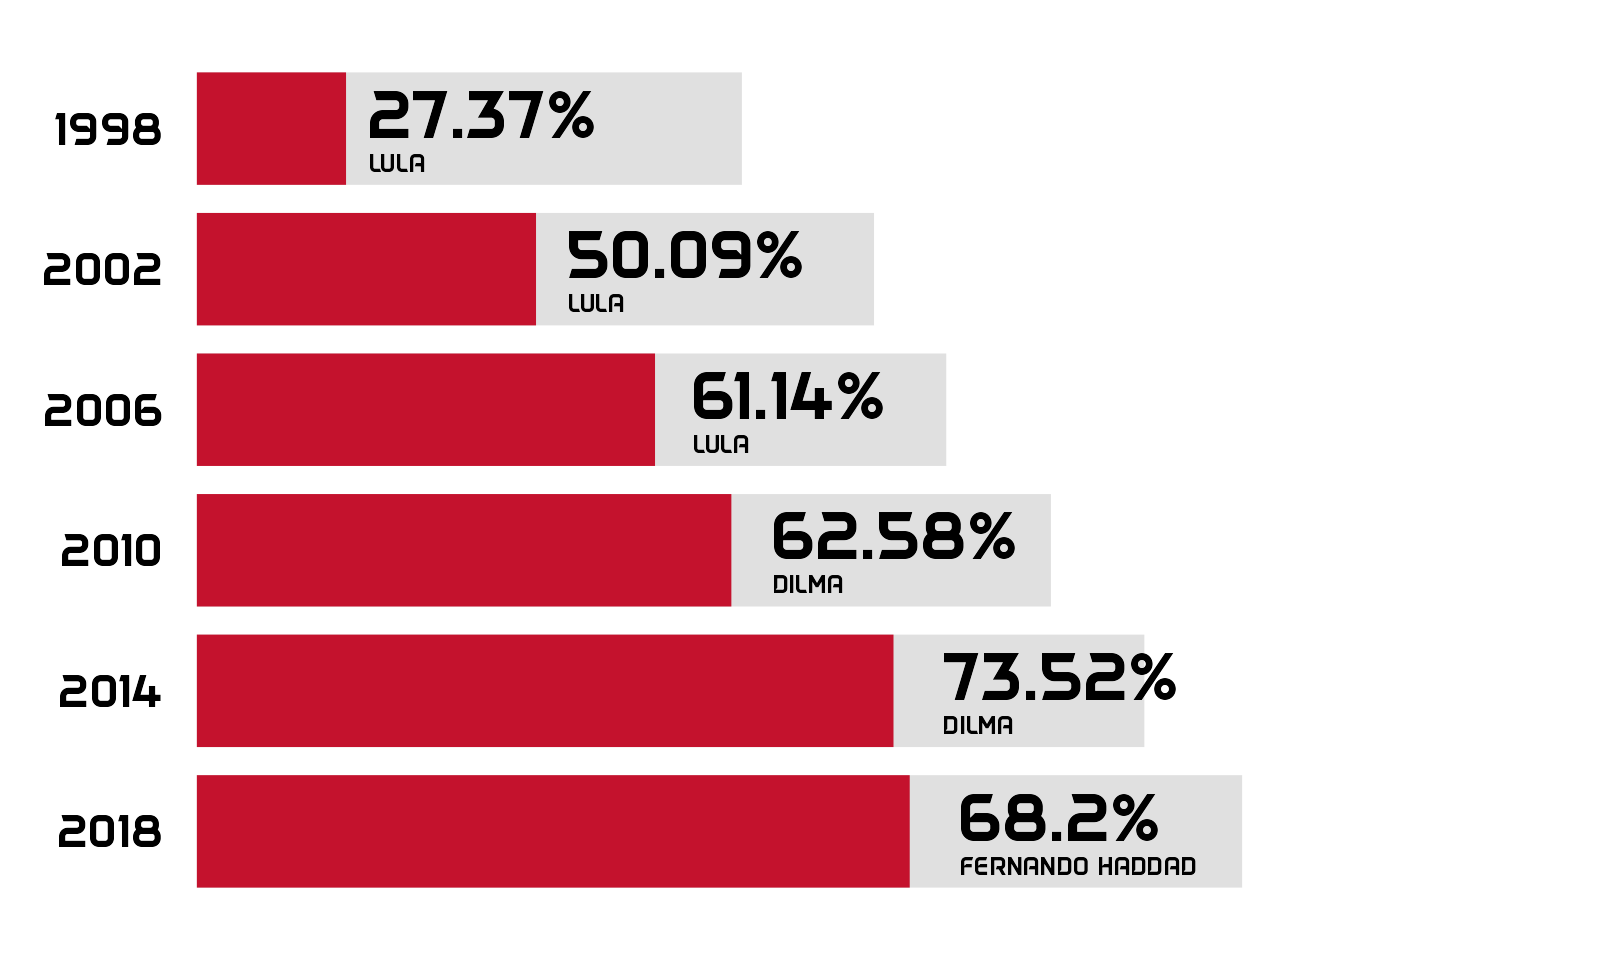 1998
27.37%
LULA
2002
50.09%
LULA
2006
61.14%
LULA
2010
62.58%
DILMA
2014
73.52%
DILMA
2018
68.2%
FERNANDO HADDAD